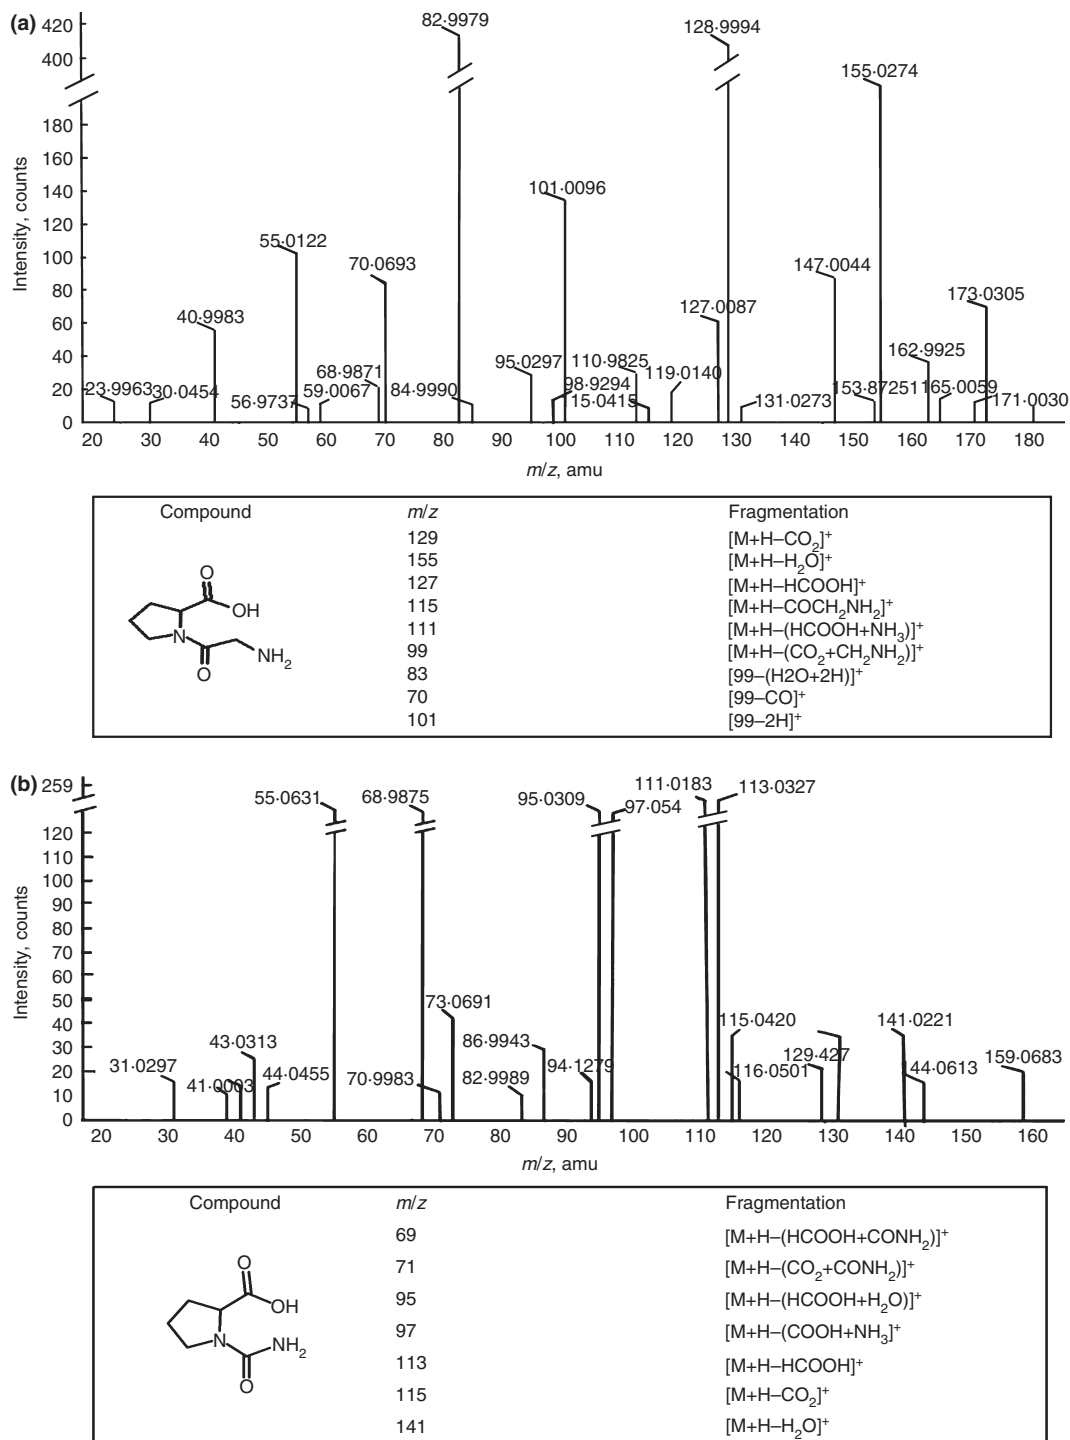 (a)
420
400
180
160
140
120
100
80
60
40
20
0
Intensity, counts
23·9963
30·0454
40·9983
55·0122
56·9737
59·0067
68·9871
70·0693
82·9979
84·9990
95·0297
98·9294
101·0096
110·9825
15·0415
119·0140
127·0087
128·9994
131·0273
147·0044
153·87251
155·0274
162·9925
165·0059
171·0030
173·0305
20 30 40 50 60 70 80 90 100 110 120 130 140 150 160 170 180
m/z, amu
Compound m/z Fragmentation
129 [M+H–CO2]+
155 [M+H–H2O]+
127 [M+H–HCOOH]+
115 [M+H–COCH2NH2]+
111 [M+H–(HCOOH+NH3)]+
99 [M+H–(CO2+CH2NH2)]+
83 [99–(H2O+2H)]+
70 [99–CO]+
101 [99–2H]+
O
OH
N
NH2
O
(b)
259
120
110
100
90
80
70
60
50
40
30
20
10
0
Intensity, counts
31·0297
43·0313
44·0455
55·0631
68·9875
70·9983
73·0691
82·9989
86·9943
94·1279
95·0309
97·054
111·0183
113·0327
115·0420
116·0501
129·427
141·0221
144·0613
159·0683
20 30 40 50 60 70 80 90 100 110 120 130 140 150 160
m/z, amu
Compound m/z Fragmentation
69 [M+H–(HCOOH+CONH2)]+
71 [M+H–(CO2+CONH2)]+
95 [M+H–(HCOOH+H2O)]+
97 [M+H–(COOH+NH3]+
113 [M+H–HCOOH]+
115 [M+H–CO2]+
141 [M+H–H2O]+
O
OH
N
NH2
O